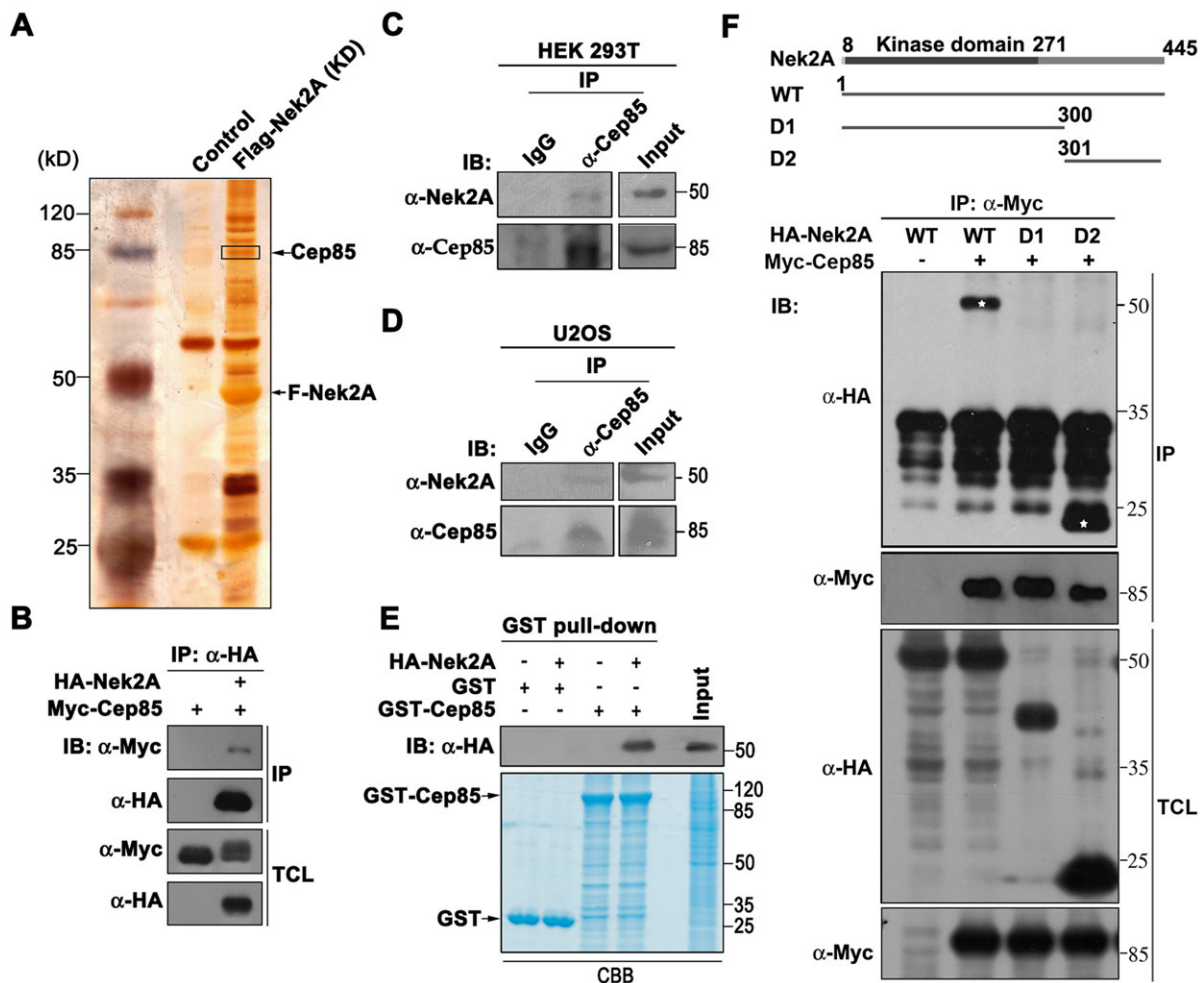 A
Control
Flag-Nek2A (KD)
(kD)
120
85
50
35
25
Cep85
F-Nek2A
B
IP: α-HA
HA-Nek2A +
Myc-Cep85 + +
IB: α-Myc
α-HA
IP
α-Myc
α-HA
TCL
C
HEK 293T
IP
IB: IgG α-Cep85 Input
α-Nek2A 50
α-Cep85 85
D
U2OS
IP
IB: IgG α-Cep85 Input
α-Nek2A 50
α-Cep85 85
E
GST pull-down
HA-Nek2A - + - +
GST + + - -
GST-Cep85 - - + +
Input
IB: α-HA 50
GST-Cep85
120
85
50
35
25
GST
CBB
F
8 Kinase domain 271 445
Nek2A
1
WT
300
D1
301
D2
IP: α-Myc
HA-Nek2A WT WT D1 D2
Myc-Cep85 - + + +
IB:
50
α-HA
35
25
α-Myc 85
IP
50
α-HA
35
25
α-Myc 85
TCL